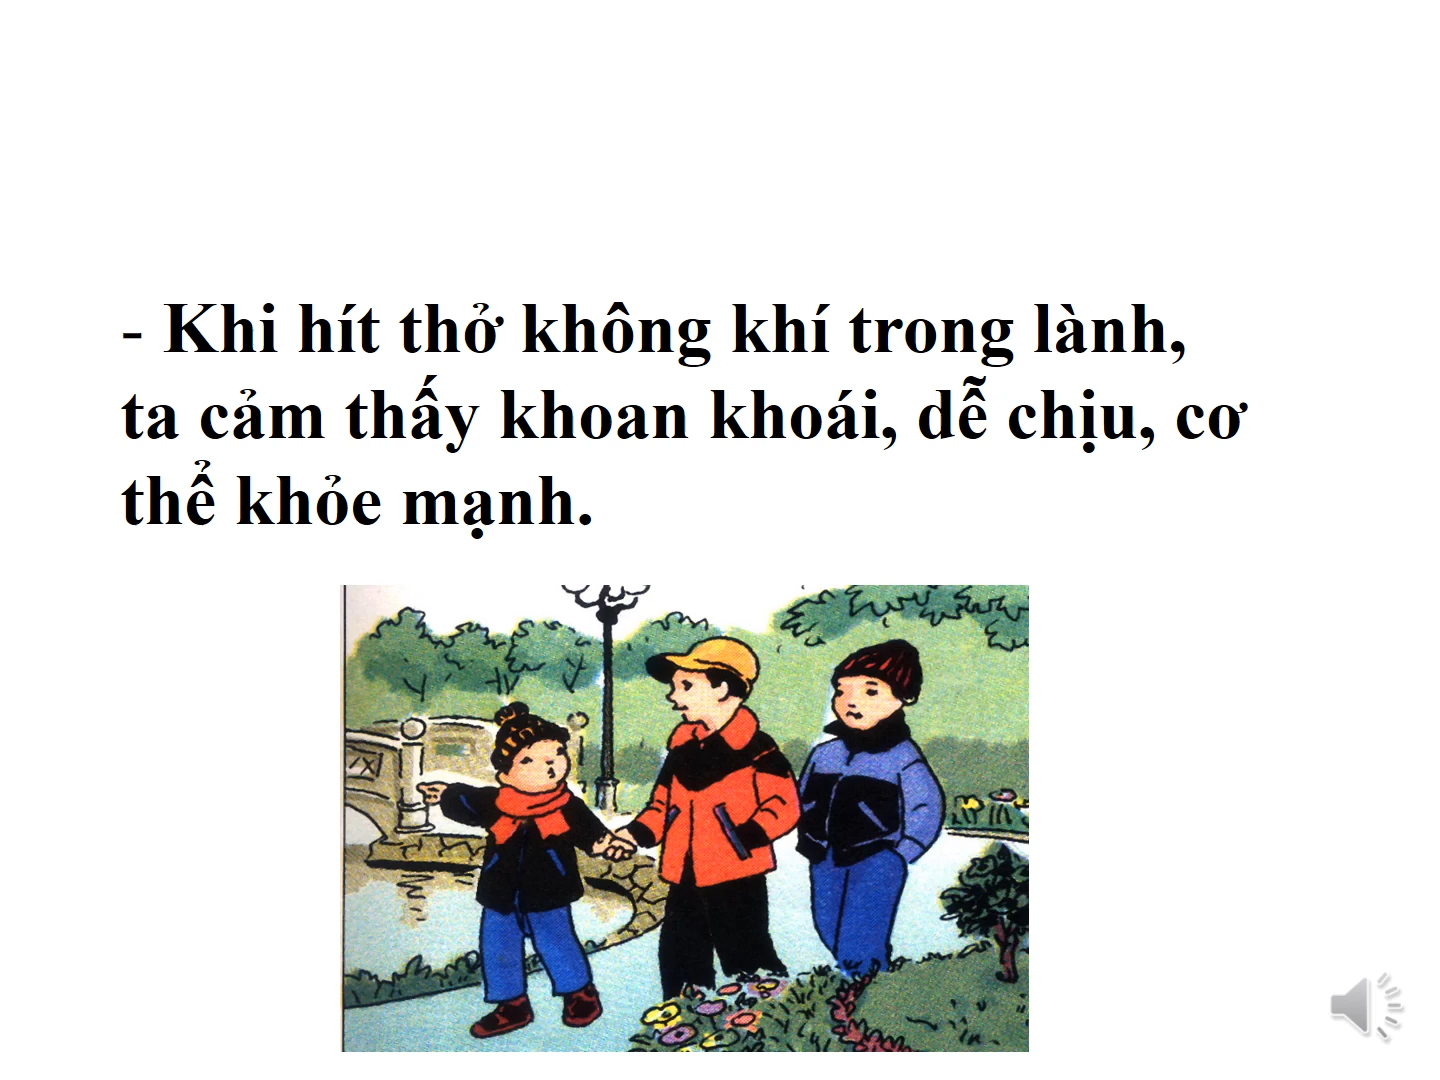 - Khi hít thở không khí trong lành,
ta cảm thấy khoan khoái, dễ chịu, cơ
thể khỏe mạnh.